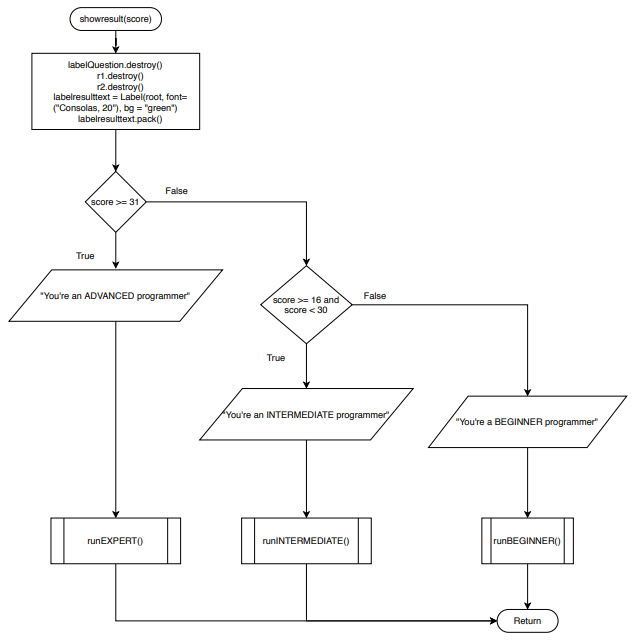 showresult(score)
labelQuestion.destroy()
r1.destroy()
r2.destroy()
labelresulttext = Label(root, font=
("Consolas, 20"), bg = "green")
labelresulttext.pack()
score >= 31
False
True
"You're an ADVANCED programmer"
score >= 16 and
score < 30
False
True
"You're an INTERMEDIATE programmer"
"You're a BEGINNER programmer"
runEXPERT()
runINTERMEDIATE()
runBEGINNER()
Return